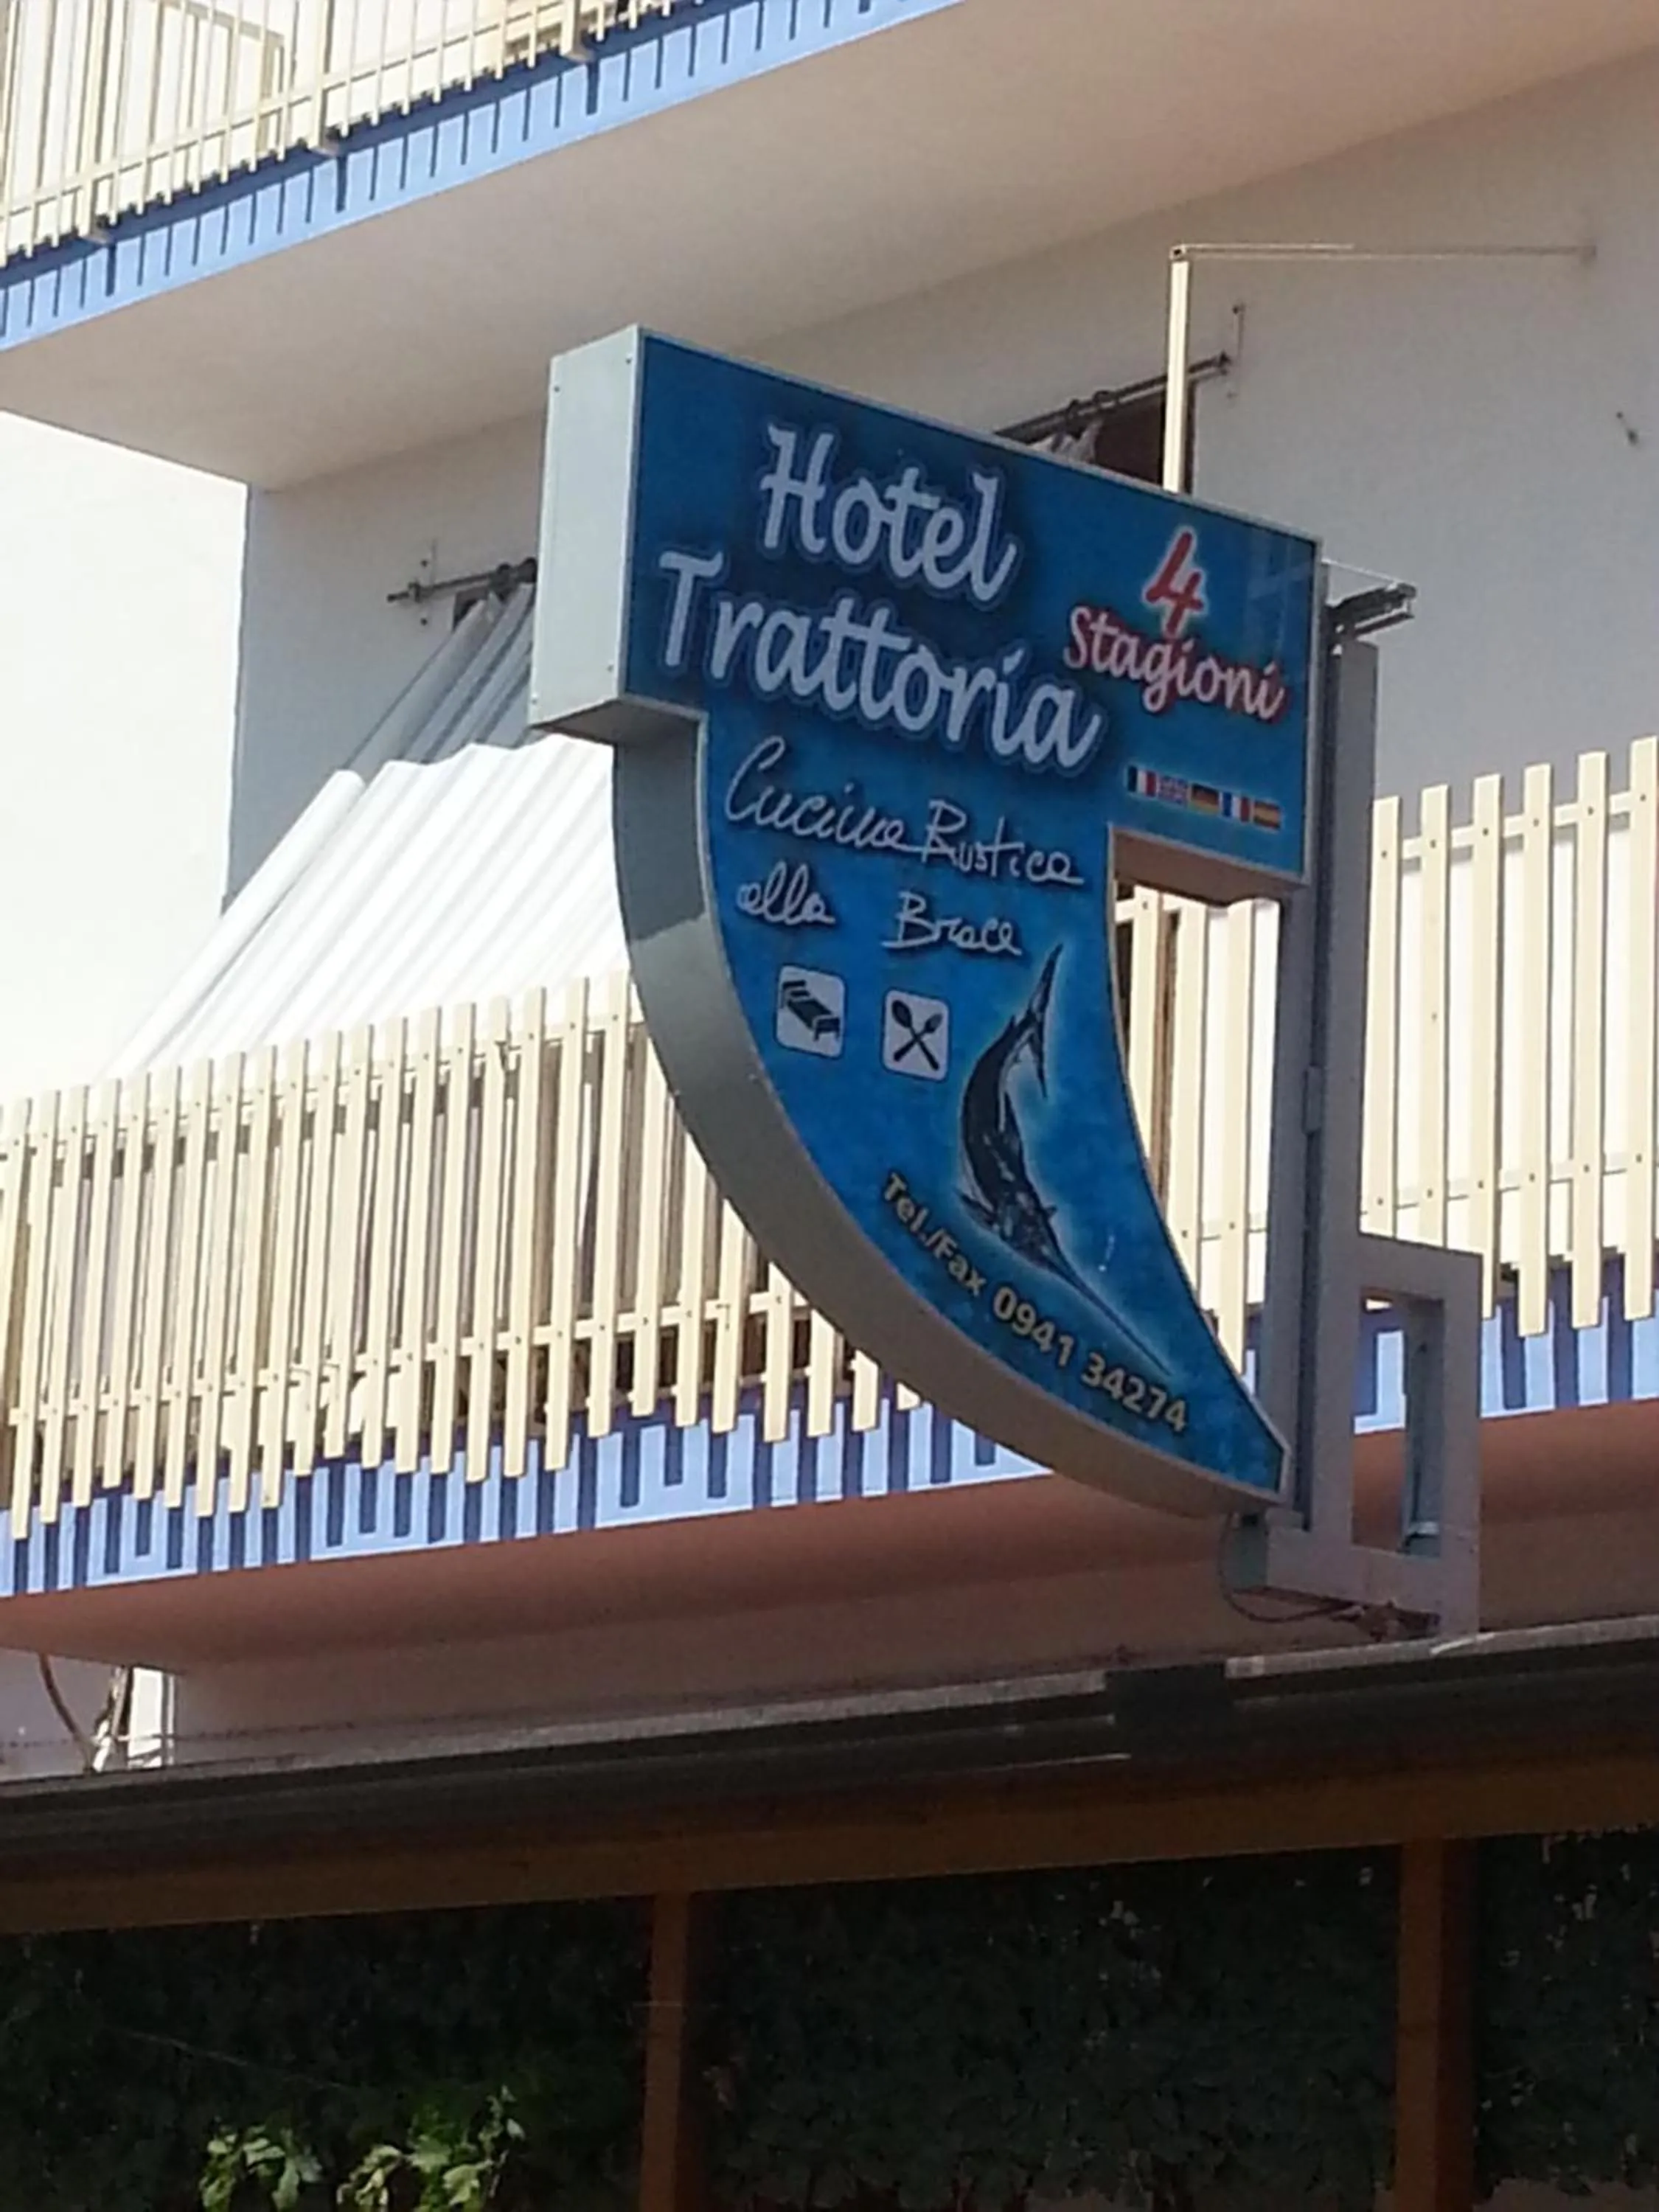 Hotel
Trattoria
4
Stagioni
Cucina Rustica
alla Brace
Tel./Fax 0941 34274